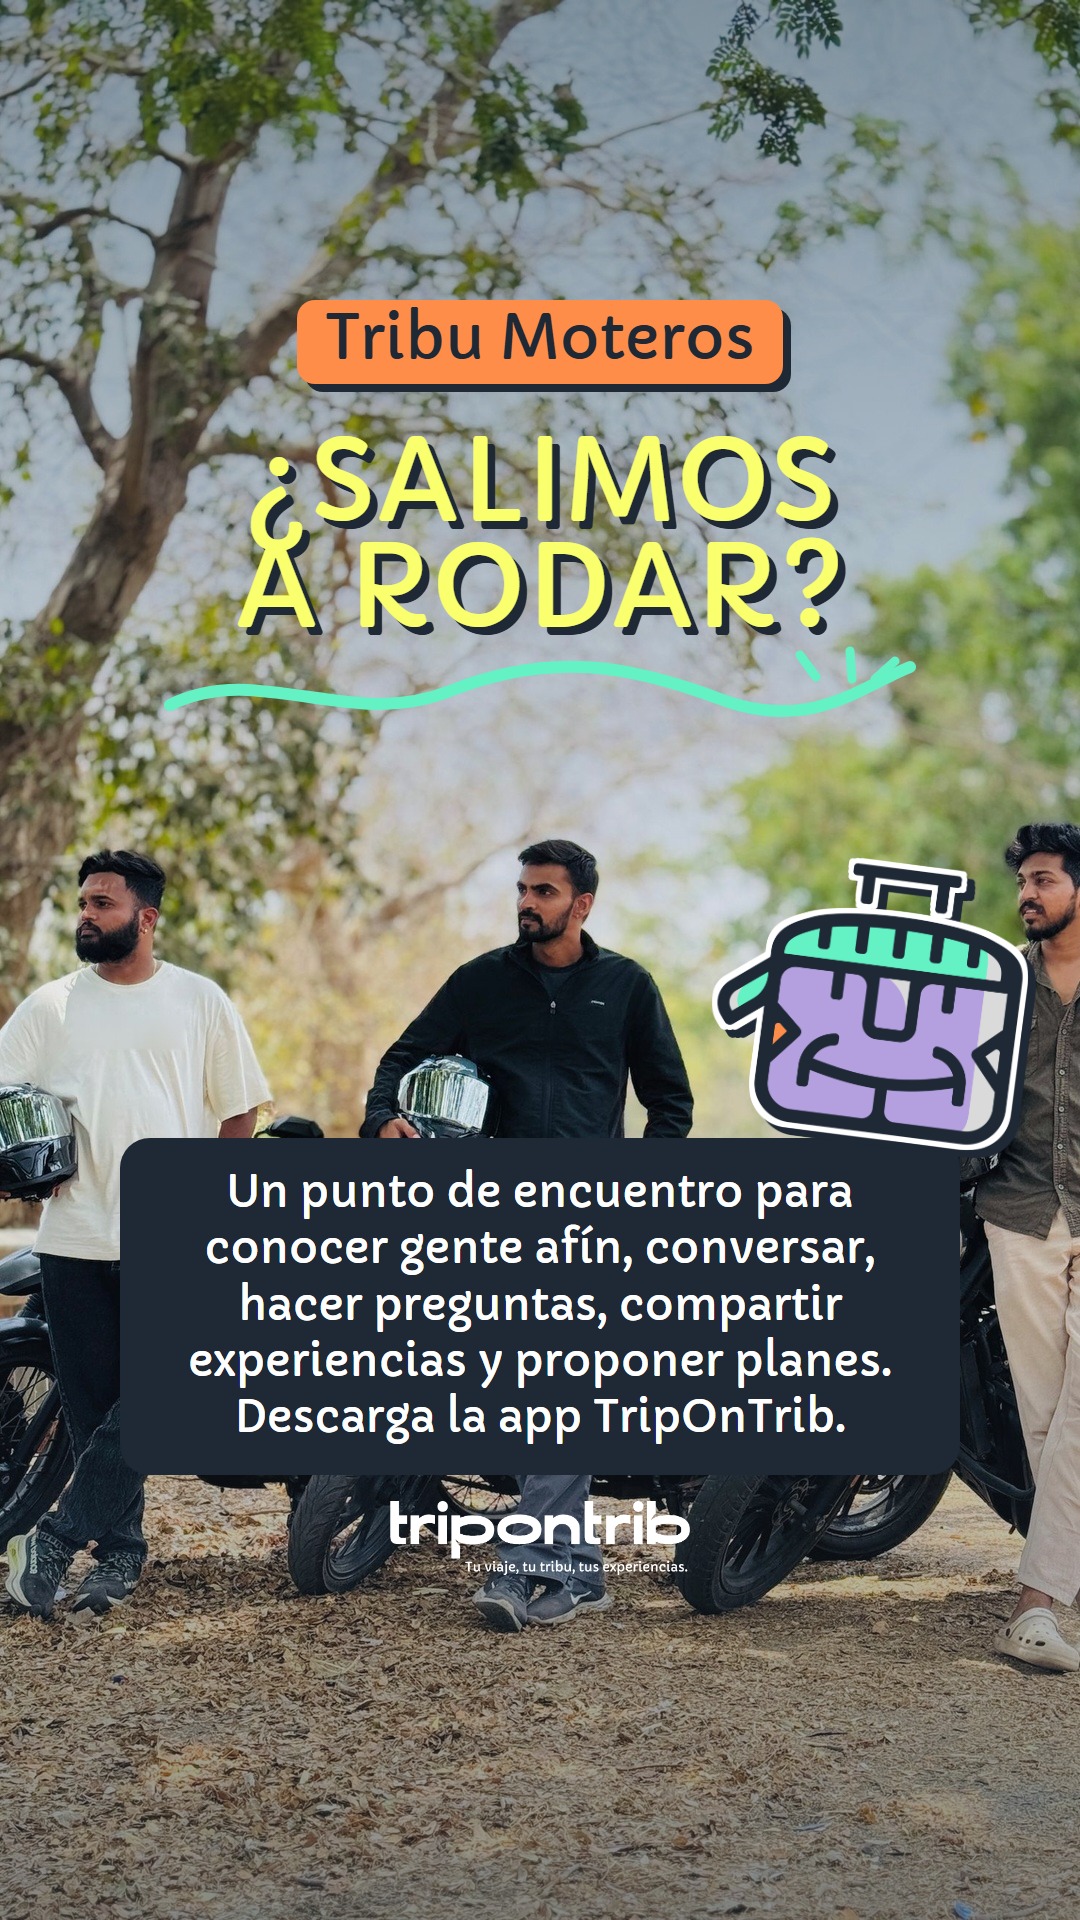 Tribu Moteros
¿SALIMOS
A RODAR?
Un punto de encuentro para
conocer gente afín, conversar,
hacer preguntas, compartir
experiencias y proponer planes.
Descarga la app TripOnTrib.
tripontrib
Tu viaje, tu tribu, tus experiencias.